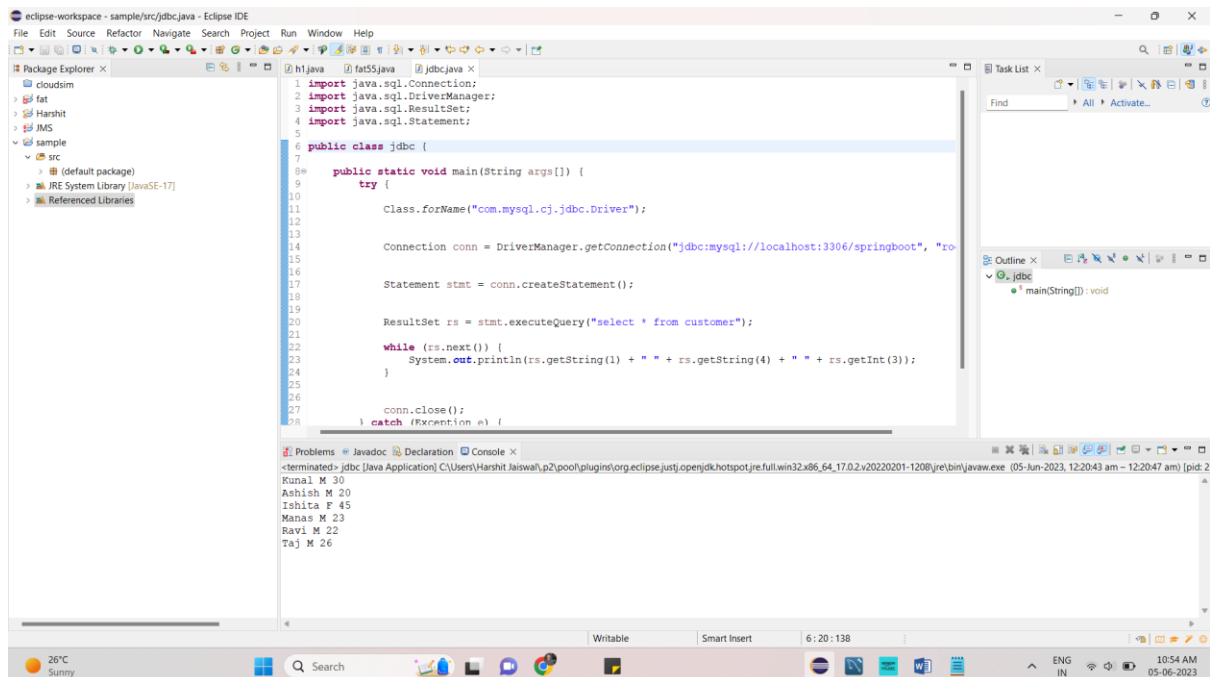 eclipse-workspace - sample/src/jdbc.java - Eclipse IDE
File Edit Source Refactor Navigate Search Project Run Window Help
Package Explorer
cloudsim
fat
Harshit
JMS
sample
src
(default package)
JRE System Library [JavaSE-17]
Referenced Libraries
h1.java fat55.java jdbc.java
1 import java.sql.Connection;
2 import java.sql.DriverManager;
3 import java.sql.ResultSet;
4 import java.sql.Statement;
5
6 public class jdbc {
7
8 public static void main(String args[]) {
9 try {
10
11 Class.forName("com.mysql.cj.jdbc.Driver");
12
13
14 Connection conn = DriverManager.getConnection("jdbc:mysql://localhost:3306/springboot", "ro
15
16
17 Statement stmt = conn.createStatement();
18
19
20 ResultSet rs = stmt.executeQuery("select * from customer");
21
22 while (rs.next()) {
23 System.out.println(rs.getString(1) + " " + rs.getString(4) + " " + rs.getInt(3));
24 }
25
26
27 conn.close();
28 } catch (Exception e) {
Task List
Find All Activate...
Outline
jdbc
main(String[]) : void
Problems Javadoc Declaration Console
<terminated> jdbc [Java Application] C:\Users\Harshit Jaiswal\.p2\pool\plugins\org.eclipse.justj.openjdk.hotspot.jre.full.win32.x86_64_17.0.2.v20220201-1208\jre\bin\javaw.exe (05-Jun-2023, 12:20:43 am – 12:20:47 am) [pid: 2
Kunal M 30
Ashish M 20
Ishita F 45
Manas M 23
Ravi M 22
Taj M 26
Writable Smart Insert 6 : 20 : 138
26°C
Sunny
Search
ENG
IN
10:54 AM
05-06-2023